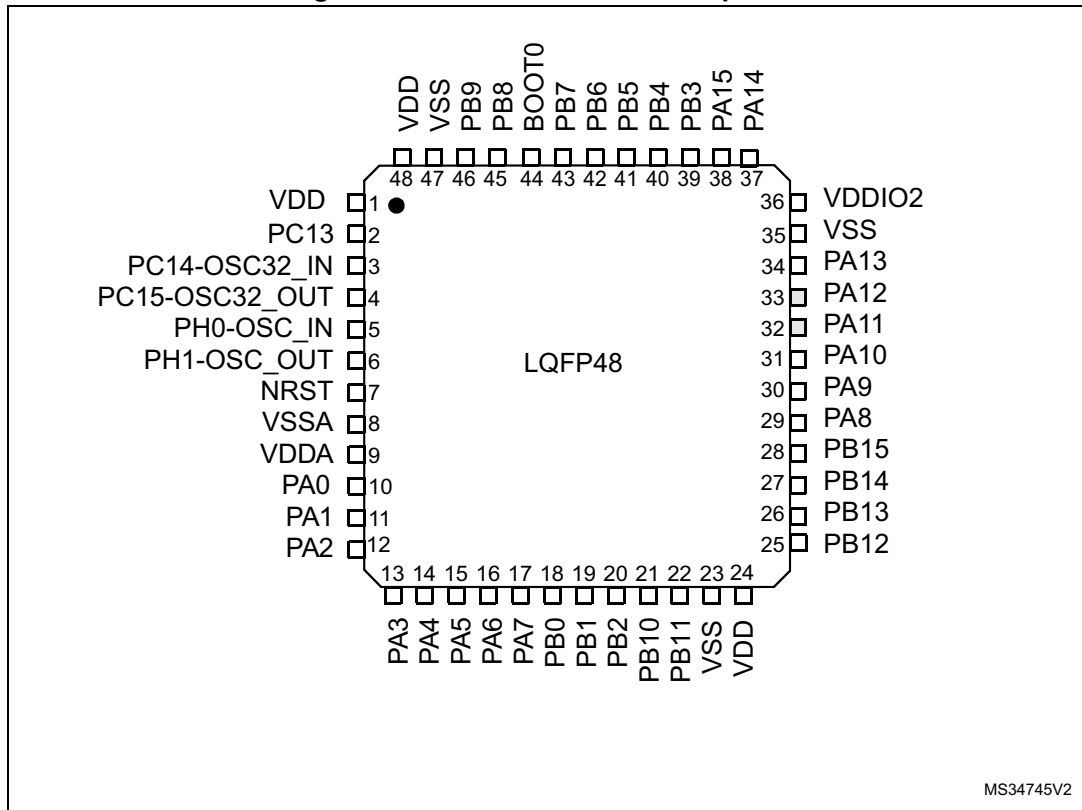 VDD
VSS
PB9
PB8
BOOT0
PB7
PB6
PB5
PB4
PB3
PA15
PA14
48 47 46 45 44 43 42 41 40 39 38 37
VDD 1 36 VDDIO2
PC13 2 35 VSS
PC14-OSC32_IN 3 34 PA13
PC15-OSC32_OUT 4 33 PA12
PH0-OSC_IN 5 32 PA11
PH1-OSC_OUT 6 LQFP48 31 PA10
NRST 7 30 PA9
VSSA 8 29 PA8
VDDA 9 28 PB15
PA0 10 27 PB14
PA1 11 26 PB13
PA2 12 25 PB12
13 14 15 16 17 18 19 20 21 22 23 24
PA3
PA4
PA5
PA6
PA7
PB0
PB1
PB2
PB10
PB11
VSS
VDD
MS34745V2